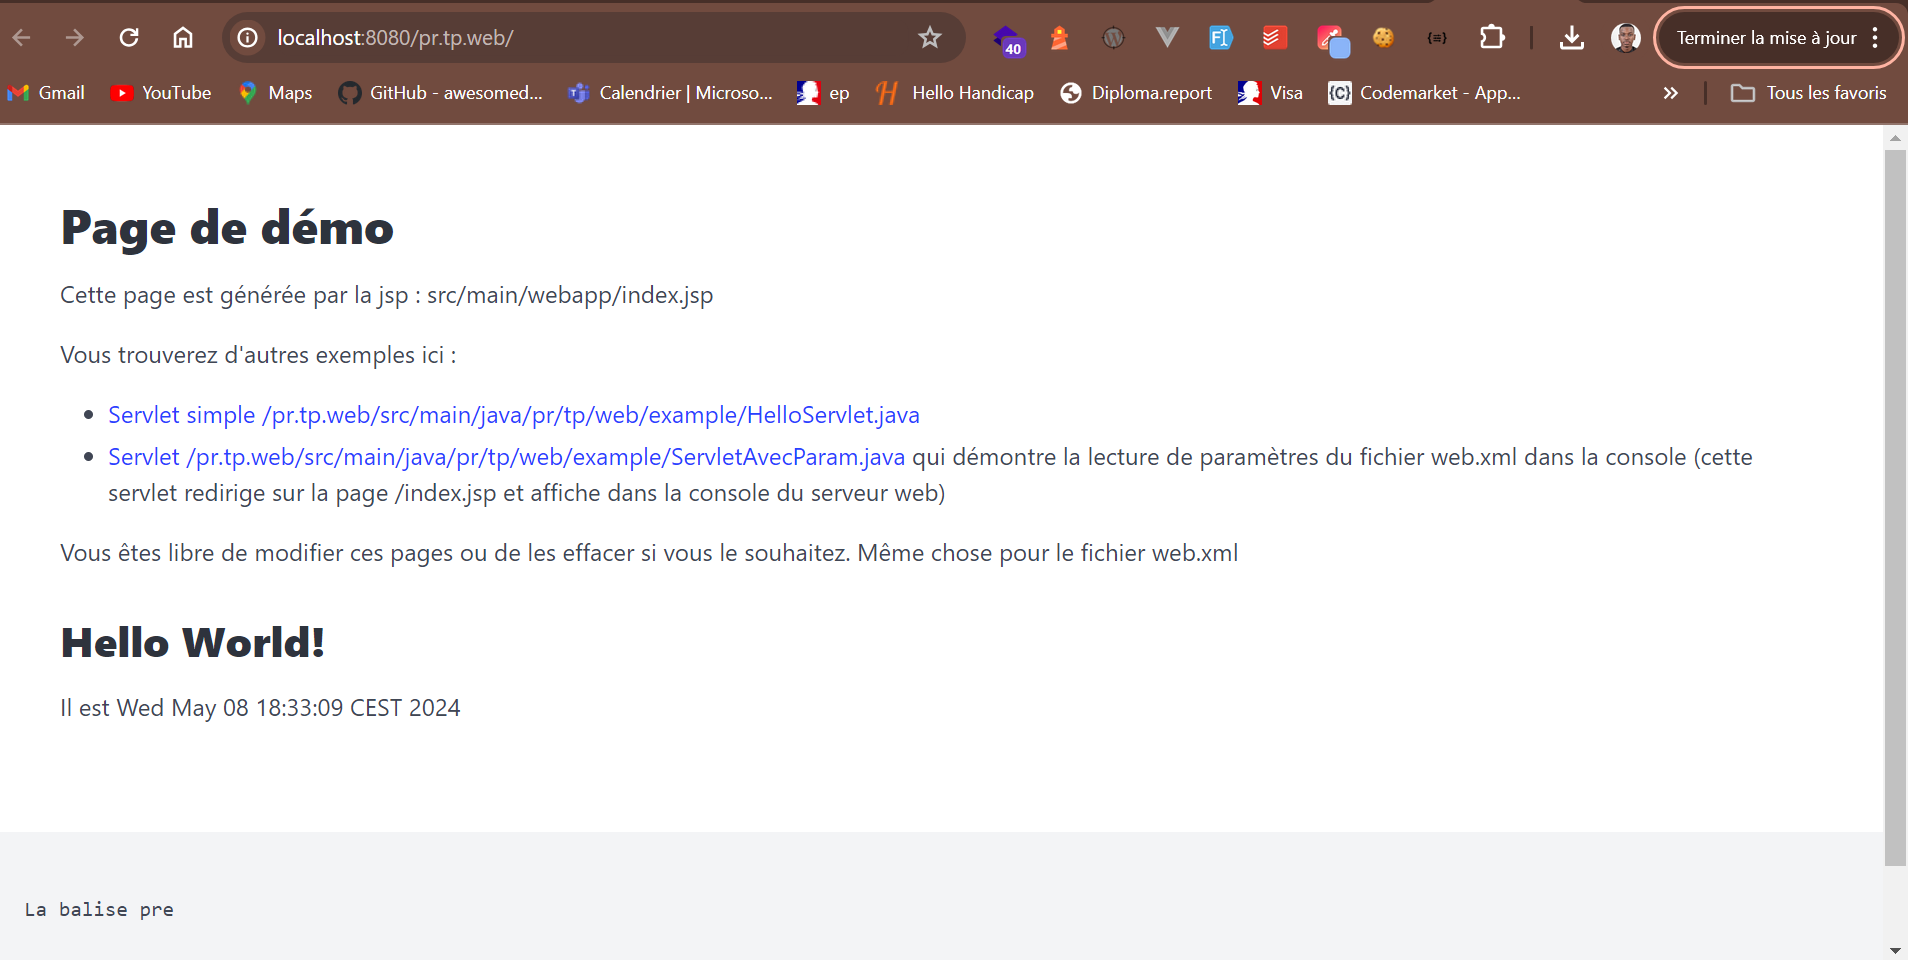 localhost:8080/pr.tp.web/
40
Terminer la mise à jour
Gmail
YouTube
Maps
GitHub - awesomed...
Calendrier | Microso...
ep
Hello Handicap
Diploma.report
Visa
{C}
Codemarket - App...
Tous les favoris
Page de démo
Cette page est générée par la jsp : src/main/webapp/index.jsp
Vous trouverez d'autres exemples ici :
Servlet simple /pr.tp.web/src/main/java/pr/tp/web/example/HelloServlet.java
Servlet /pr.tp.web/src/main/java/pr/tp/web/example/ServletAvecParam.java qui démontre la lecture de paramètres du fichier web.xml dans la console (cette
servlet redirige sur la page /index.jsp et affiche dans la console du serveur web)
Vous êtes libre de modifier ces pages ou de les effacer si vous le souhaitez. Même chose pour le fichier web.xml
Hello World!
Il est Wed May 08 18:33:09 CEST 2024
La balise pre